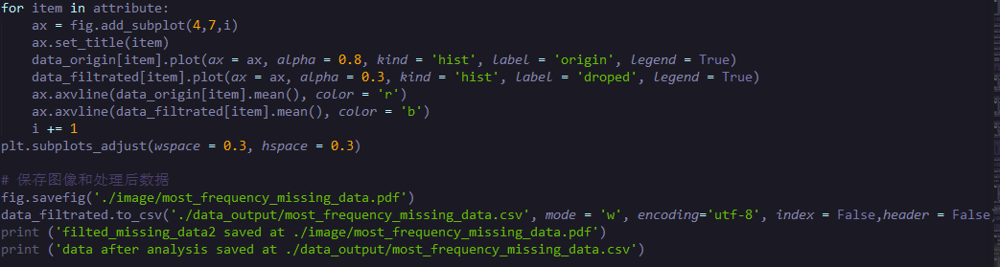 for item in attribute:
    ax = fig.add_subplot(4,7,i)
    ax.set_title(item)
    data_origin[item].plot(ax = ax, alpha = 0.8, kind = 'hist', label = 'origin', legend = True)
    data_filtrated[item].plot(ax = ax, alpha = 0.3, kind = 'hist', label = 'droped', legend = True)
    ax.axvline(data_origin[item].mean(), color = 'r')
    ax.axvline(data_filtrated[item].mean(), color = 'b')
    i += 1
plt.subplots_adjust(wspace = 0.3, hspace = 0.3)
# 保存图像和处理后数据
fig.savefig('./image/most_frequency_missing_data.pdf')
data_filtrated.to_csv('./data_output/most_frequency_missing_data.csv', mode = 'w', encoding='utf-8', index = False,header = False
print ('filted_missing_data2 saved at ./image/most_frequency_missing_data.pdf')
print ('data after analysis saved at ./data_output/most_frequency_missing_data.csv')